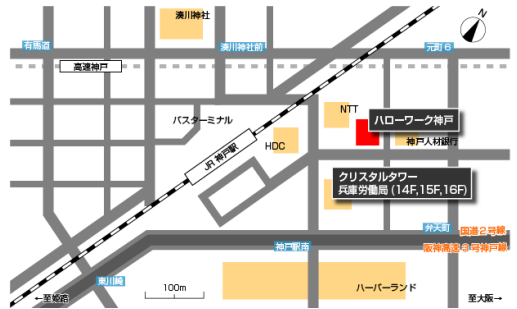 湊川神社
N
有馬道
湊川神社前
元町6
高速神戸
NTT
バスターミナル
ハローワーク神戸
HDC
神戸人材銀行
JR 神戸駅
クリスタルタワー
兵庫労働局 (14F,15F,16F)
弁天町
国道2号線
神戸駅南
阪神高速3号神戸線
東川崎
100m
ハーバーランド
←至姫路
至大阪→